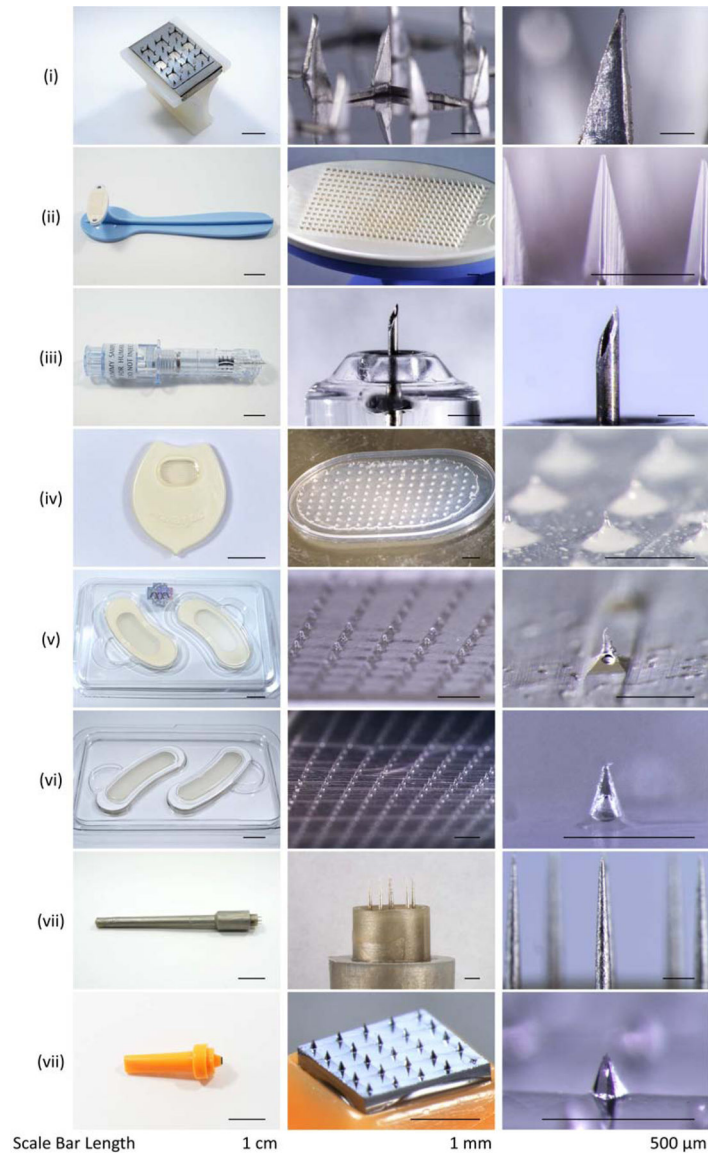 (i)
(ii)
(iii)
(iv)
(v)
(vi)
(vii)
(vii)
Scale Bar Length 1 cm 1 mm 500 µm